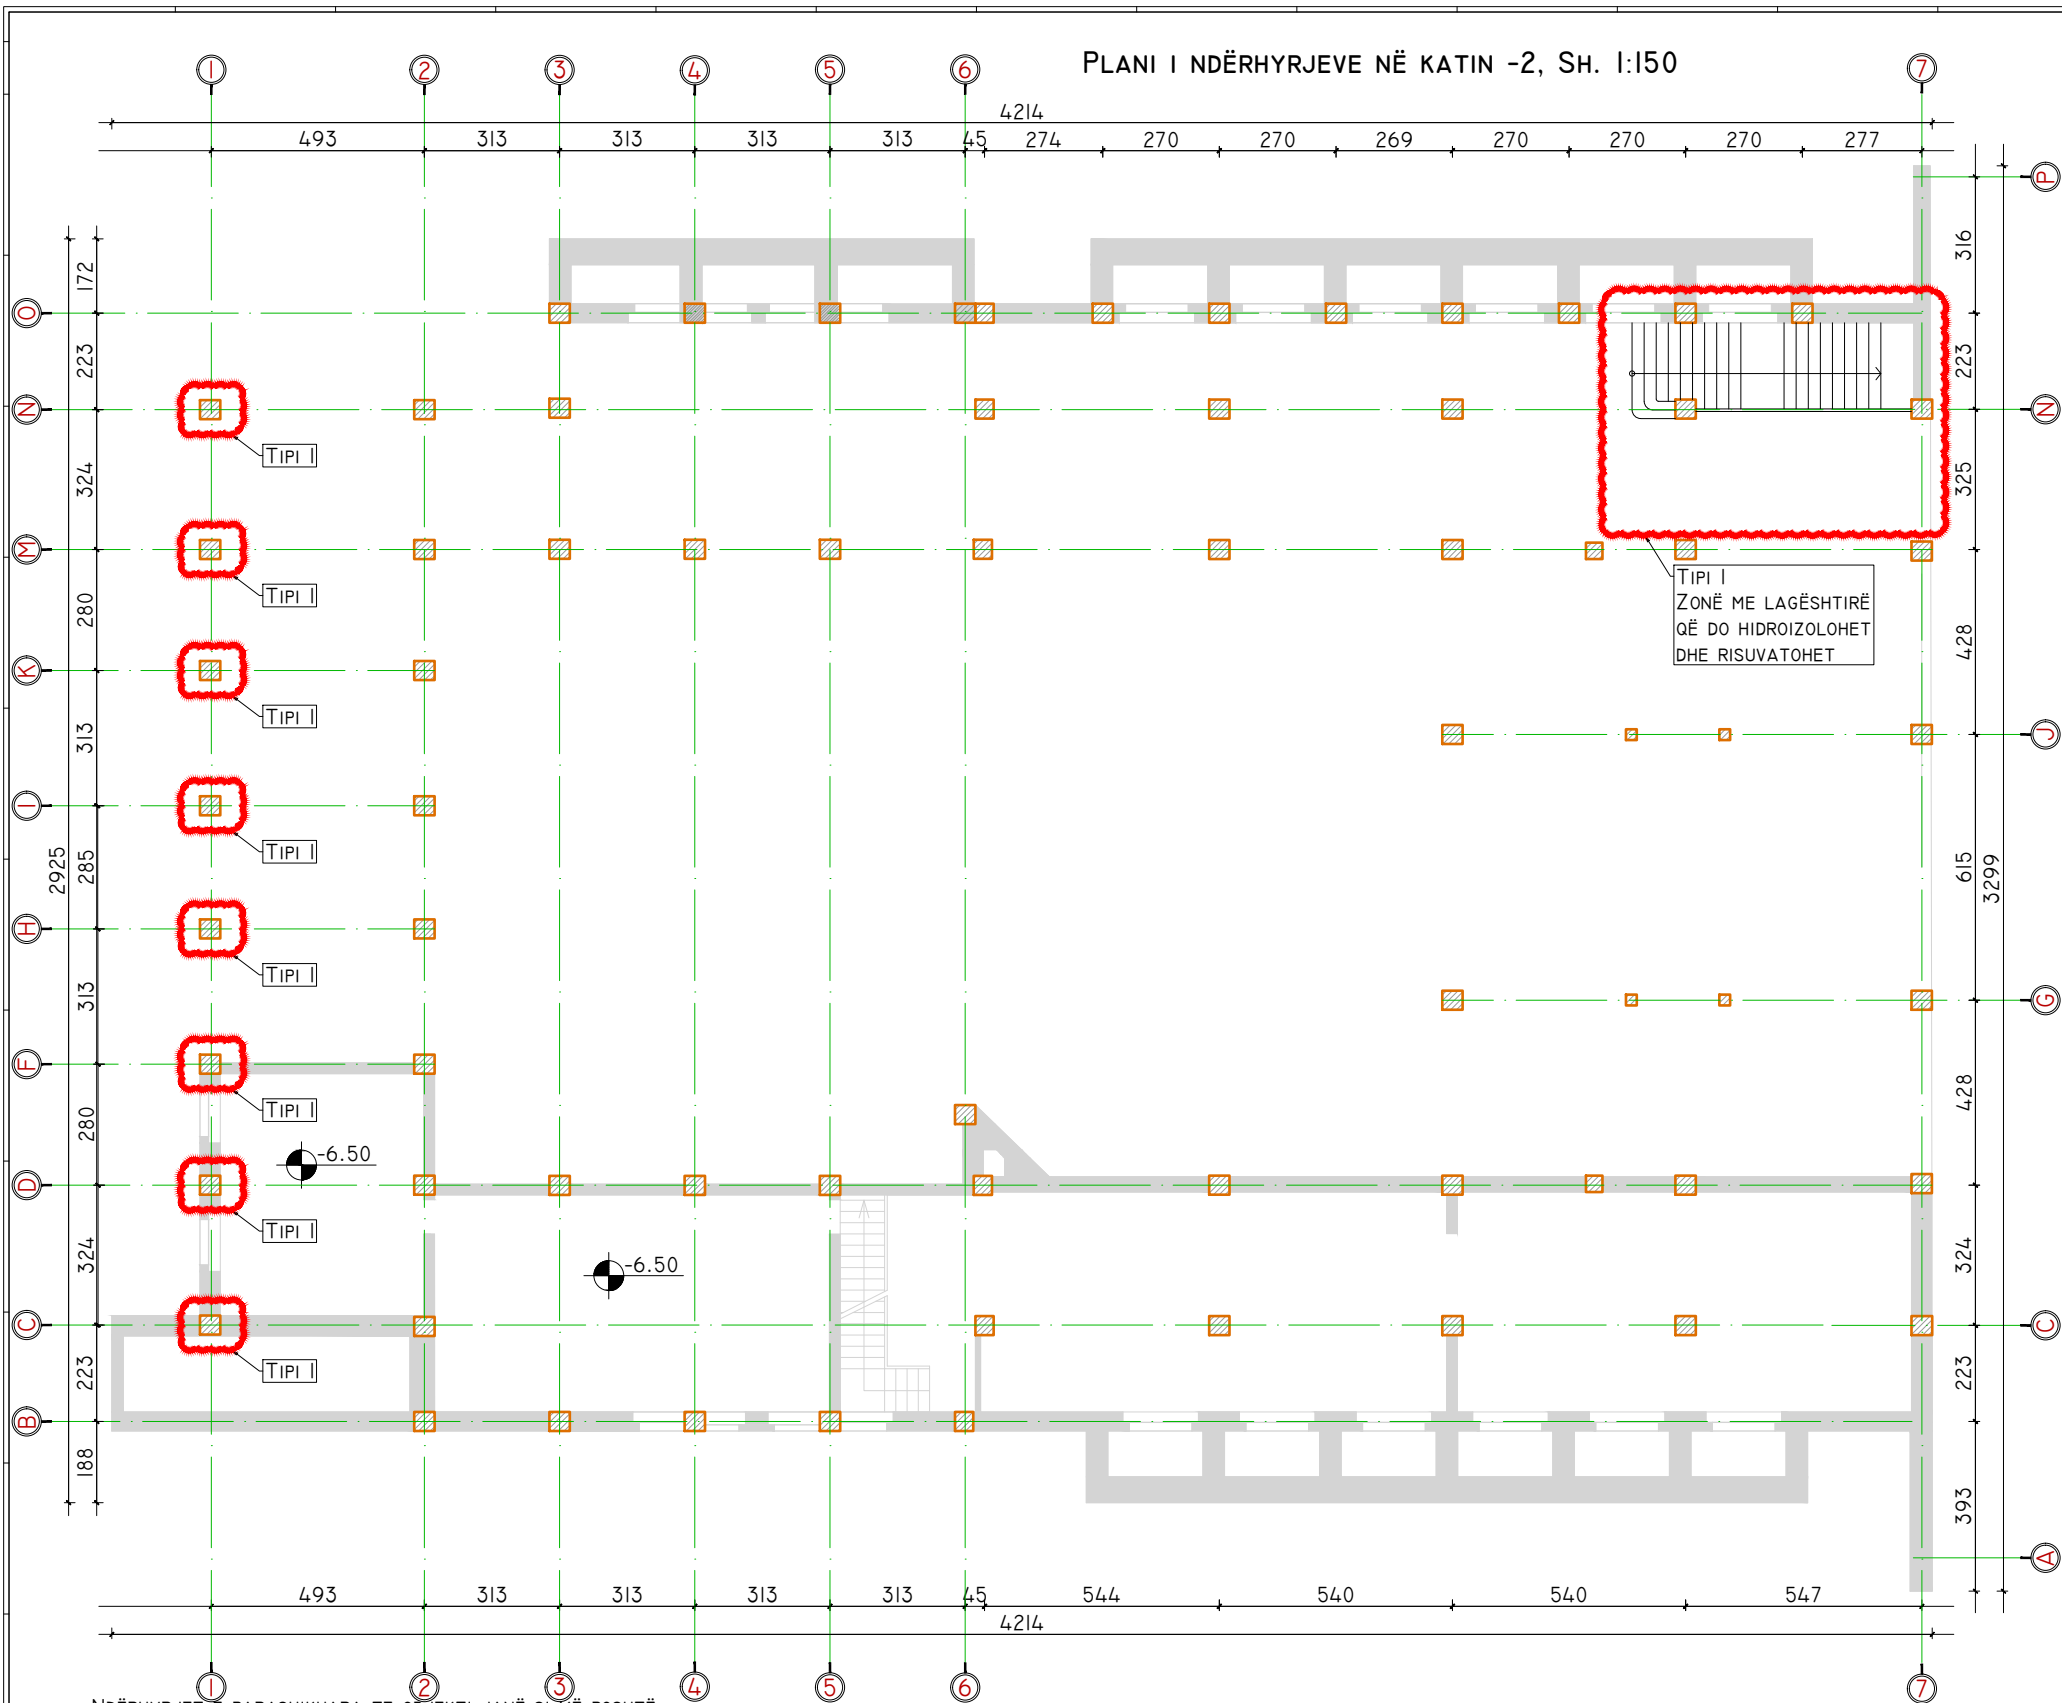 PLANI I NDËRHYRJEVE NË KATIN -2, SH. 1:150
1 2 3 4 5 6 7
4214
493 313 313 313 313 45 274 270 270 269 270 270 270 277
P
O
N
M
K
I
H
F
D
C
B
N
J
G
C
A
172
223
324
280
313
285
313
280
324
223
188
2925
316
223
325
428
615
428
324
223
393
3299
TIPI I
TIPI I
TIPI I
TIPI I
TIPI I
TIPI I
TIPI I
TIPI I
TIPI I
ZONË ME LAGËSHTIRË
QË DO HIDROIZOLOHET
DHE RISUVATOHET
-6.50
-6.50
493 313 313 313 313 45 544 540 540 547
4214
1 2 3 4 5 6 7